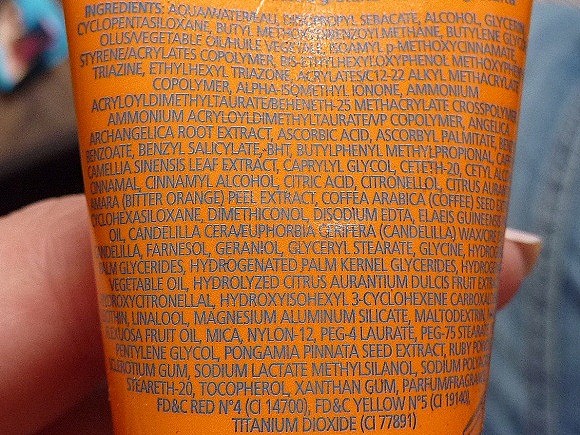 INGREDIENTS: AQUA/WATER/EAU, DIISOPROPYL SEBACATE, ALCOHOL, GLYCERIN,
CYCLOPENTASILOXANE, BUTYL METHOXYDIBENZOYL METHANE, BUTYLENE GLYCOL
OLUS/VEGETABLE OIL/HUILE VEGETALE, ISOAMYL p-METHOXYCINNAMATE,
STYRENE/ACRYLATES COPOLYMER, BIS-ETHYLHEXYLOXYPHENOL METHOXYPHENYL
TRIAZINE, ETHYLHEXYL TRIAZONE, ACRYLATES/C12-22 ALKYL METHACRYLATE
COPOLYMER, ALPHA-ISOMETHYL IONONE, AMMONIUM
ACRYLOYLDIMETHYLTAURATE/BEHENETH-25 METHACRYLATE CROSSPOLYMER
AMMONIUM ACRYLOYLDIMETHYLTAURATE/VP COPOLYMER, ANGELICA
ARCHANGELICA ROOT EXTRACT, ASCORBIC ACID, ASCORBYL PALMITATE,
BENZOATE, BENZYL SALICYLATE, BHT, BUTYLPHENYL METHYLPROPIONAL,
CAMELLIA SINENSIS LEAF EXTRACT, CAPRYLYL GLYCOL, CETETH-20, CETYL
CINNAMAL, CINNAMYL ALCOHOL, CITRIC ACID, CITRONELLOL, CITRUS
AMARA (BITTER ORANGE) PEEL EXTRACT, COFFEA ARABICA (COFFEE) SEED
CYCLOHEXASILOXANE, DIMETHICONOL, DISODIUM EDTA, ELAEIS GUINEENSIS
OIL, CANDELILLA CERA/EUPHORBIA CERIFERA (CANDELILLA) WAX/CIRE
CANDELILLA, FARNESOL, GERANIOL, GLYCERYL STEARATE, GLYCINE,
PALM GLYCERIDES, HYDROGENATED PALM KERNEL GLYCERIDES,
VEGETABLE OIL, HYDROLYZED CITRUS AURANTIUM DULCIS FRUIT
HYDROXYCITRONELLAL, HYDROXYISOHEXYL 3-CYCLOHEXENE
LINALOOL, MAGNESIUM ALUMINUM SILICATE, MALTODEXTRIN,
FRUIT OIL, MICA, NYLON-12, PEG-4 LAURATE, PEG-75 STEARATE
PENTYLENE GLYCOL, PONGAMIA PINNATA SEED EXTRACT, RUBY
SCLEROTIUM GUM, SODIUM LACTATE METHYLSILANOL, SODIUM
STEARETH-20, TOCOPHEROL, XANTHAN GUM, PARFUM/FRAGRANCE
FD&C RED N°4 (CI 14700), FD&C YELLOW N°5 (CI 19140),
TITANIUM DIOXIDE (CI 77891)